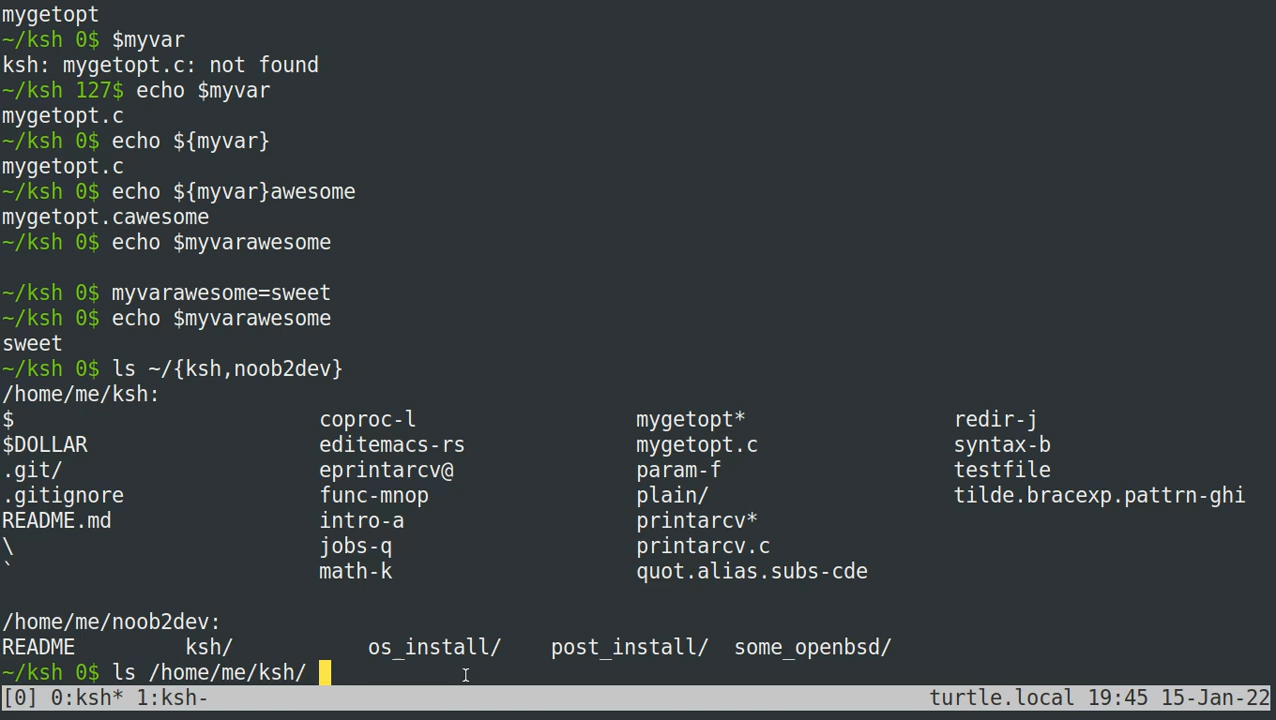 mygetopt
~/ksh 0$ $myvar
ksh: mygetopt.c: not found
~/ksh 127$ echo $myvar
mygetopt.c
~/ksh 0$ echo ${myvar}
mygetopt.c
~/ksh 0$ echo ${myvar}awesome
mygetopt.cawesome
~/ksh 0$ echo $myvarawesome

~/ksh 0$ myvarawesome=sweet
~/ksh 0$ echo $myvarawesome
sweet
~/ksh 0$ ls ~/{ksh,noob2dev}
/home/me/ksh:
$ coproc-l mygetopt* redir-j
$DOLLAR editemacs-rs mygetopt.c syntax-b
.git/ eprintarcv@ param-f testfile
.gitignore func-mnop plain/ tilde.bracexp.pattrn-ghi
README.md intro-a printarcv*
\ jobs-q printarcv.c
` math-k quot.alias.subs-cde

/home/me/noob2dev:
README ksh/ os_install/ post_install/ some_openbsd/
~/ksh 0$ ls /home/me/ksh/
[0] 0:ksh* 1:ksh- turtle.local 19:45 15-Jan-22